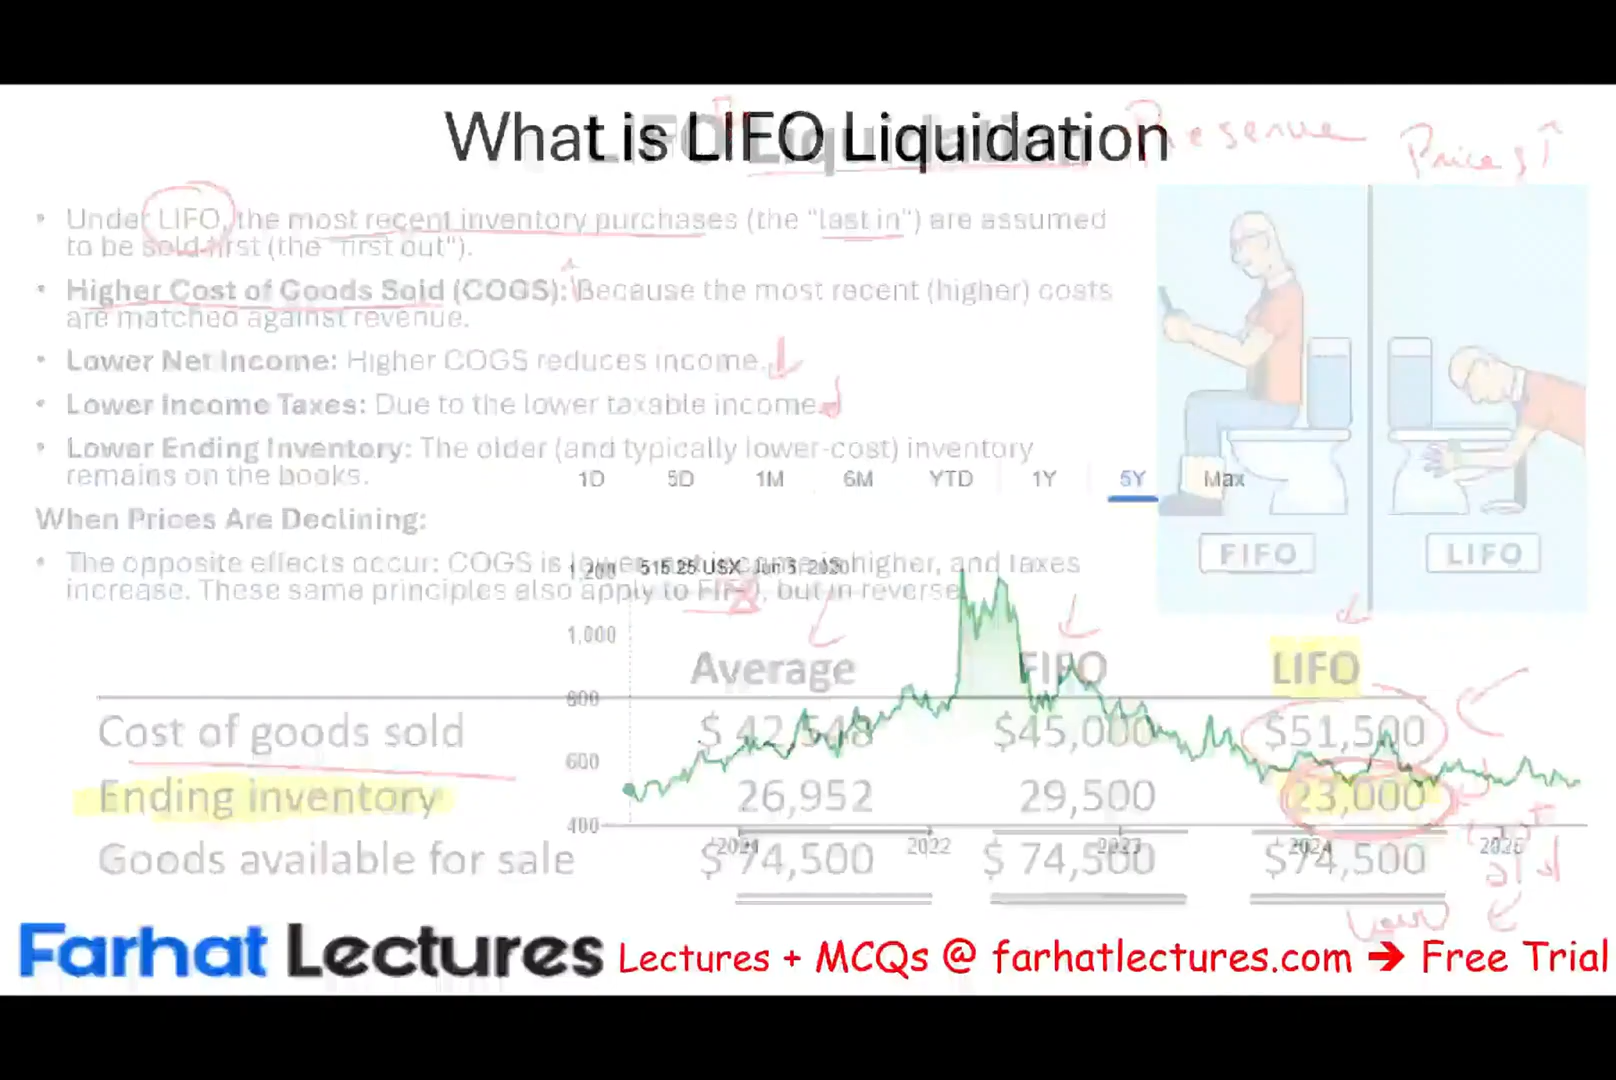 What is LIFO Liquidation
Reserve
Prices ↑
• Under LIFO, the most recent inventory purchases (the "last in") are assumed
to be sold first (the "first out").
• Higher Cost of Goods Sold (COGS): Because the most recent (higher) costs
are matched against revenue.
• Lower Net Income: Higher COGS reduces income.
• Lower Income Taxes: Due to the lower taxable income.
• Lower Ending Inventory: The older (and typically lower-cost) inventory
remains on the books.
1D 5D 1M 6M YTD 1Y 5Y Max
When Prices Are Declining:
FIFO LIFO
• The opposite effects occur: COGS is lower, net income is higher, and taxes
increase. These same principles also apply to FIFO, but in reverse.
1,200 515.25 USX Jun 5, 2020
1,000
Average FIFO LIFO
800
Cost of goods sold $ 42,548 $45,000 $51,500
600
Ending inventory 26,952 29,500 23,000
400
2021 2022 2023 2024 2025
Goods available for sale $ 74,500 $ 74,500 $74,500
Farhat Lectures Lectures + MCQs @ farhatlectures.com → Free Trial